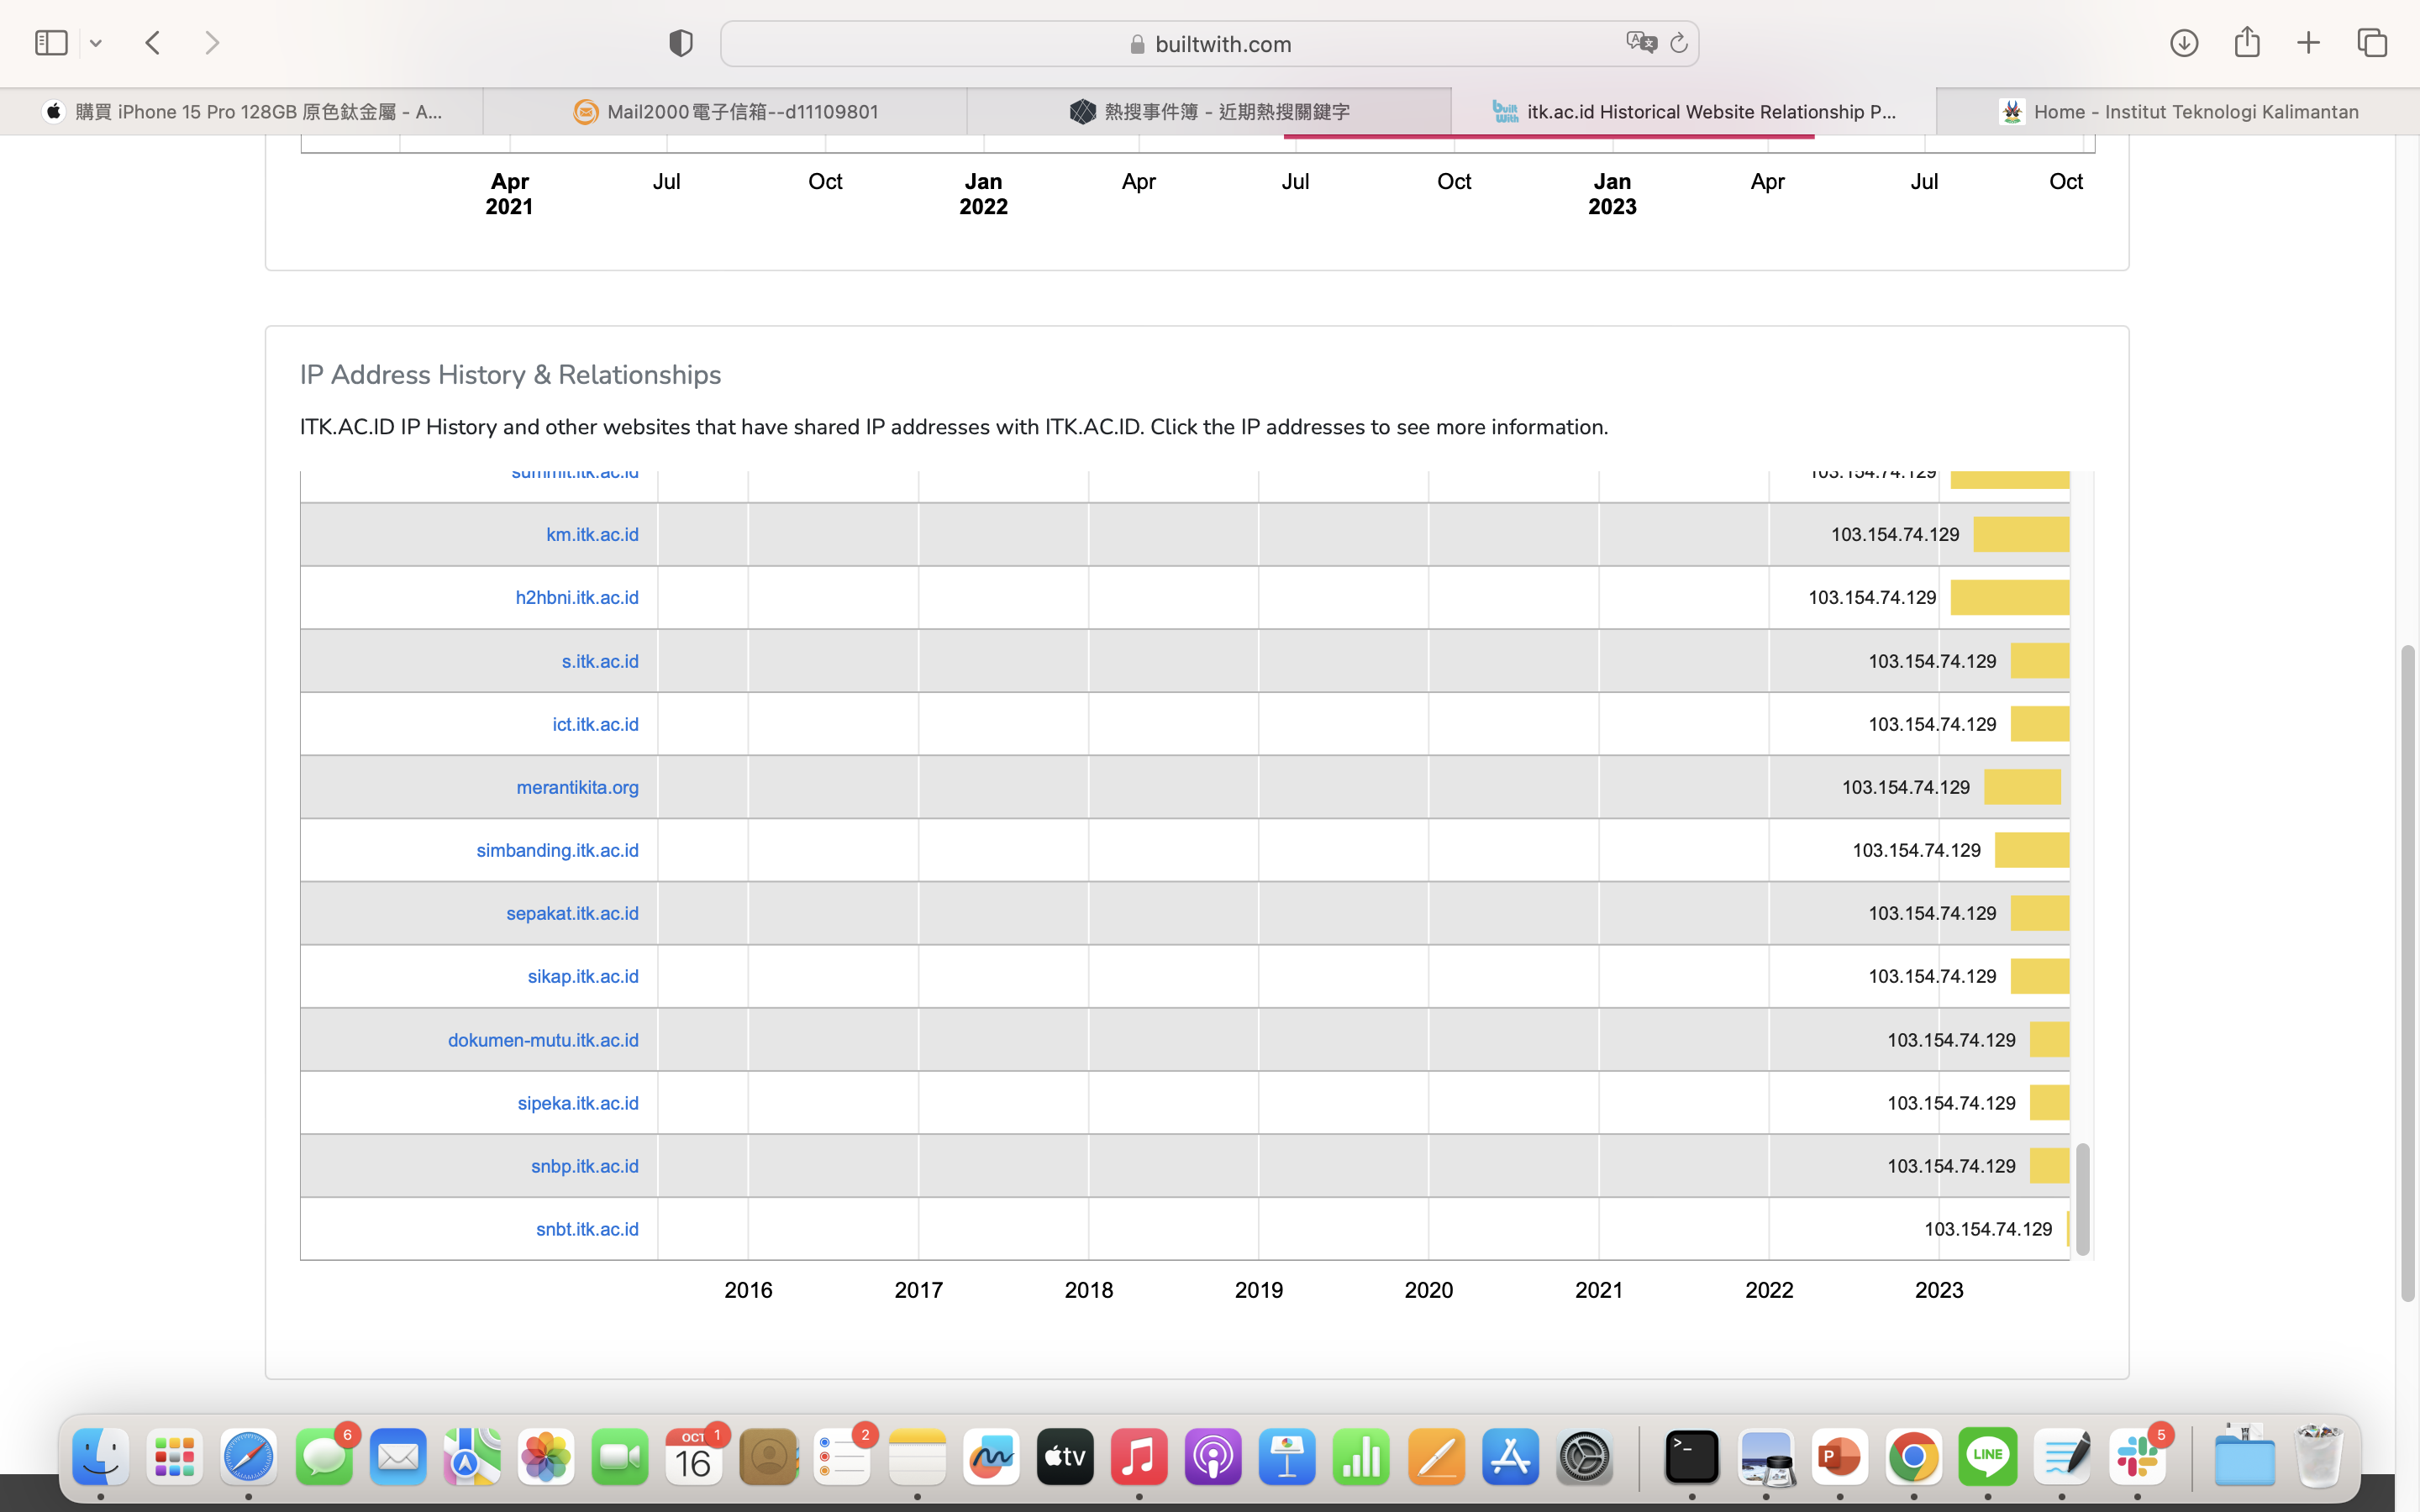 builtwith.com
購買 iPhone 15 Pro 128GB 原色鈦金屬 - A...
Mail2000電子信箱--d11109801
熱搜事件簿 - 近期熱搜關鍵字
itk.ac.id Historical Website Relationship P...
Home - Institut Teknologi Kalimantan
Apr 2021 Jul Oct Jan 2022 Apr Jul Oct Jan 2023 Apr Jul Oct
IP Address History & Relationships
ITK.AC.ID IP History and other websites that have shared IP addresses with ITK.AC.ID. Click the IP addresses to see more information.
summit.itk.ac.id 103.154.74.129
km.itk.ac.id 103.154.74.129
h2hbni.itk.ac.id 103.154.74.129
s.itk.ac.id 103.154.74.129
ict.itk.ac.id 103.154.74.129
merantikita.org 103.154.74.129
simbanding.itk.ac.id 103.154.74.129
sepakat.itk.ac.id 103.154.74.129
sikap.itk.ac.id 103.154.74.129
dokumen-mutu.itk.ac.id 103.154.74.129
sipeka.itk.ac.id 103.154.74.129
snbp.itk.ac.id 103.154.74.129
snbt.itk.ac.id 103.154.74.129
2016 2017 2018 2019 2020 2021 2022 2023
6
OCT 1
16
2
tv
>_
P
LINE
5